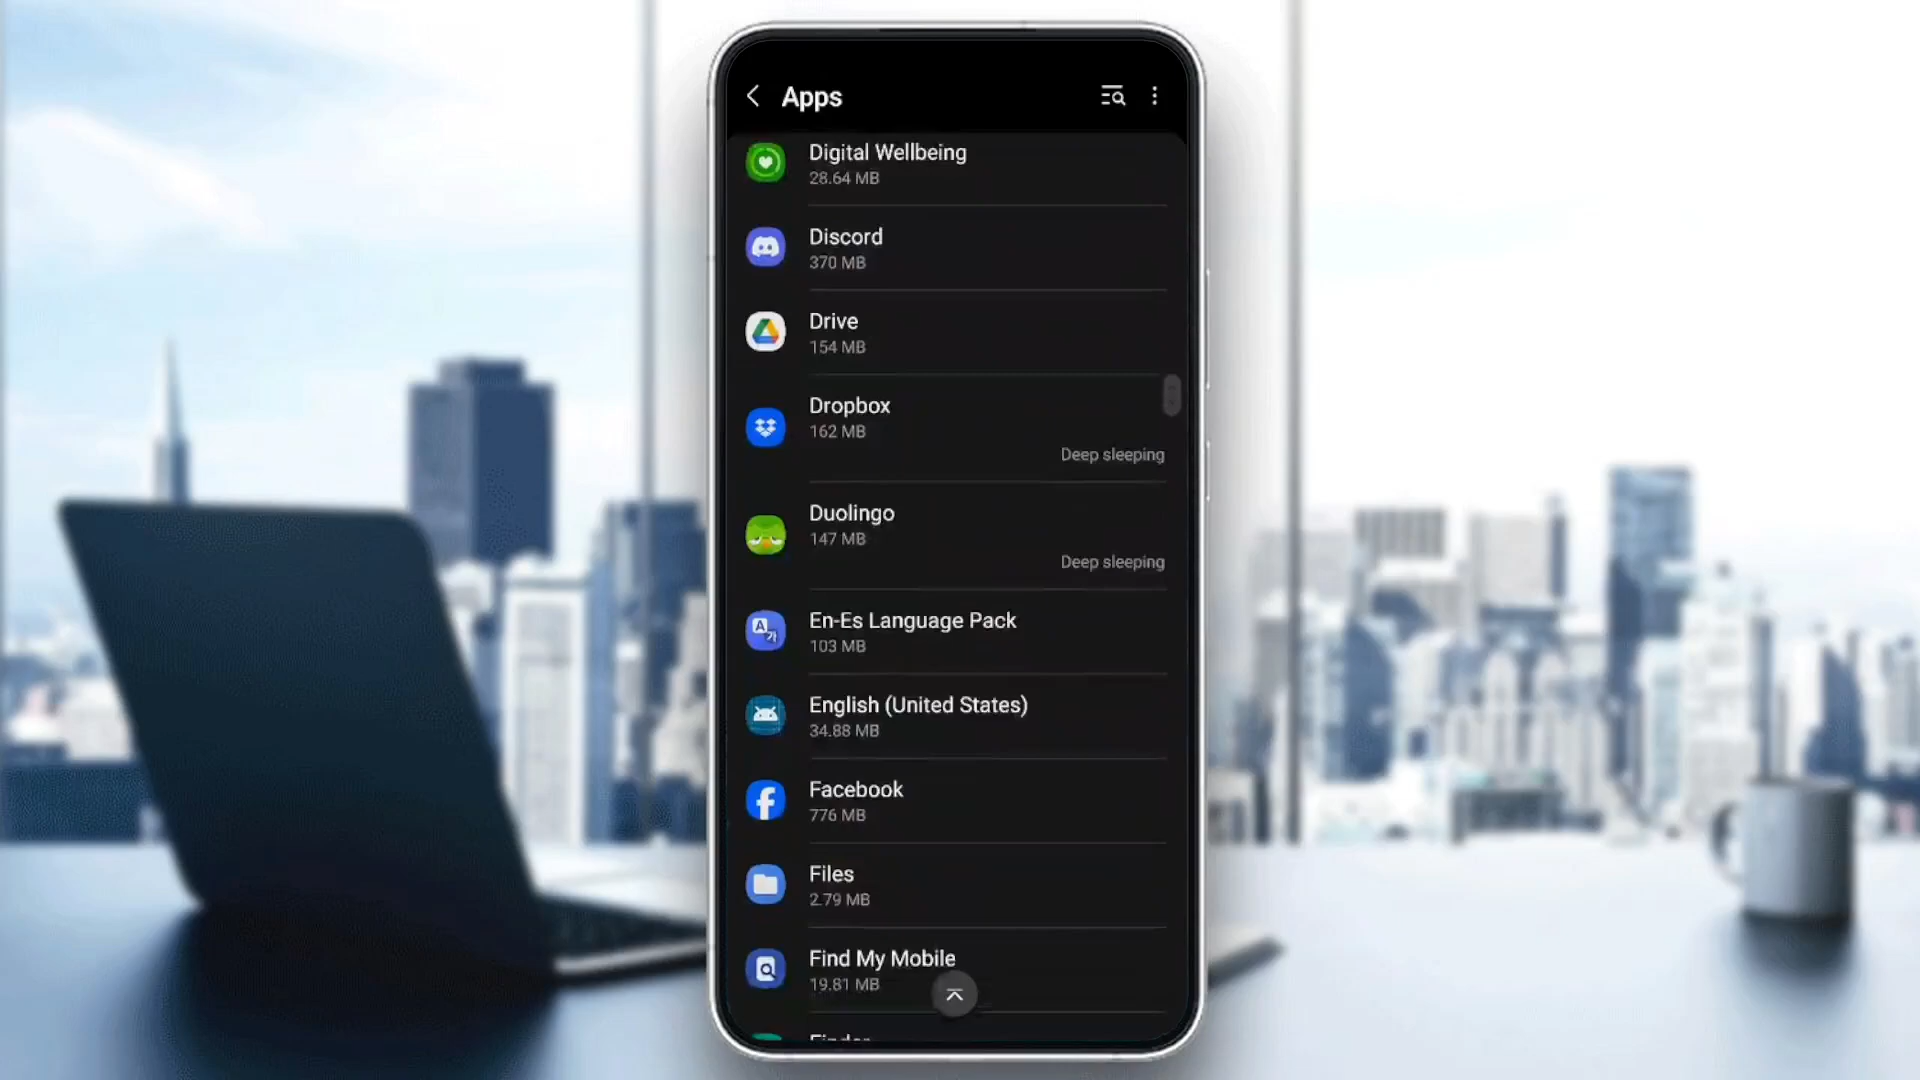 Apps
Digital Wellbeing
28.64 MB
Discord
370 MB
Drive
154 MB
Dropbox
162 MB
Deep sleeping
Duolingo
147 MB
Deep sleeping
En-Es Language Pack
103 MB
English (United States)
34.88 MB
Facebook
776 MB
Files
2.79 MB
Find My Mobile
19.81 MB
Finder